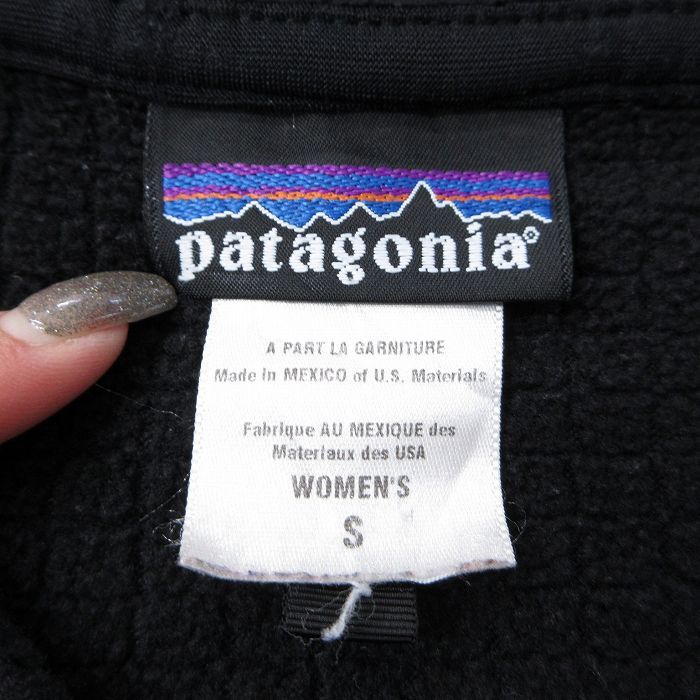 patagonia®
A PART LA GARNITURE
Made in MEXICO of U.S. Materials
Fabrique AU MEXIQUE des
Materiaux des USA
WOMEN'S
S